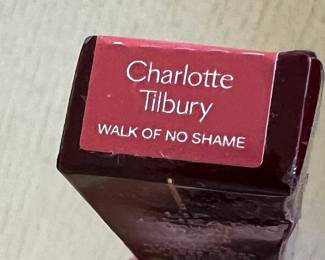 Charlotte
Tilbury
WALK OF NO SHAME